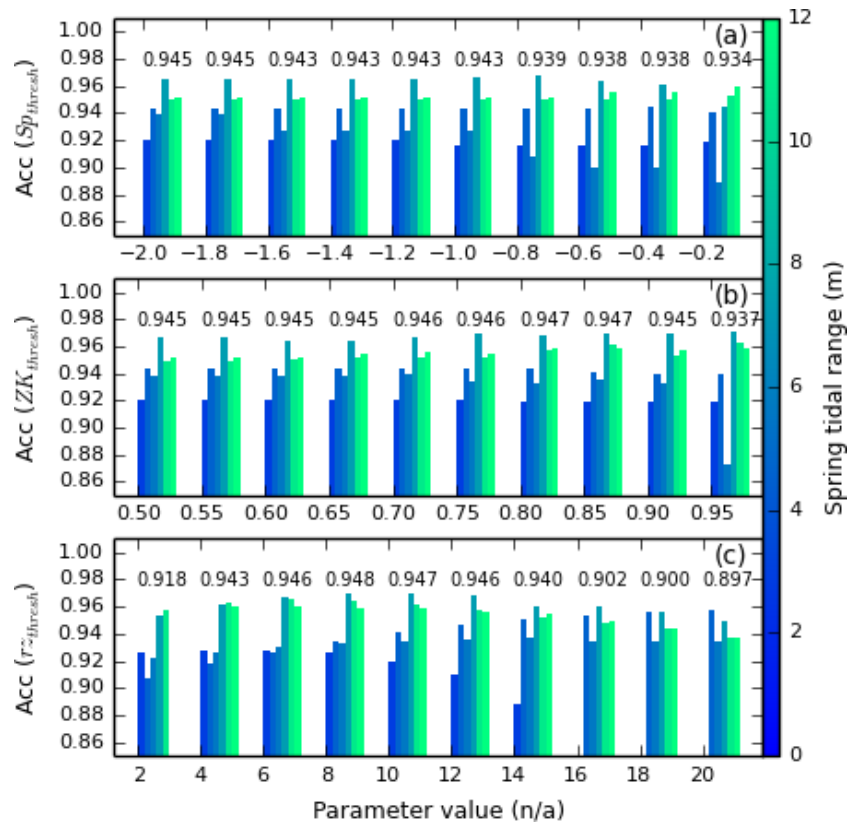 (a)
0.945 0.945 0.943 0.943 0.943 0.943 0.939 0.938 0.938 0.934
1.00
0.98
0.96
0.94
0.92
0.90
0.88
0.86
Acc (Sp_thresh)
−2.0 −1.8 −1.6 −1.4 −1.2 −1.0 −0.8 −0.6 −0.4 −0.2
(b)
0.945 0.945 0.945 0.945 0.946 0.946 0.947 0.947 0.945 0.937
1.00
0.98
0.96
0.94
0.92
0.90
0.88
0.86
Acc (ZK_thresh)
0.50 0.55 0.60 0.65 0.70 0.75 0.80 0.85 0.90 0.95
(c)
0.918 0.943 0.946 0.948 0.947 0.946 0.940 0.902 0.900 0.897
1.00
0.98
0.96
0.94
0.92
0.90
0.88
0.86
Acc (rz_thresh)
2 4 6 8 10 12 14 16 18 20
Parameter value (n/a)
12
10
8
6
4
2
0
Spring tidal range (m)